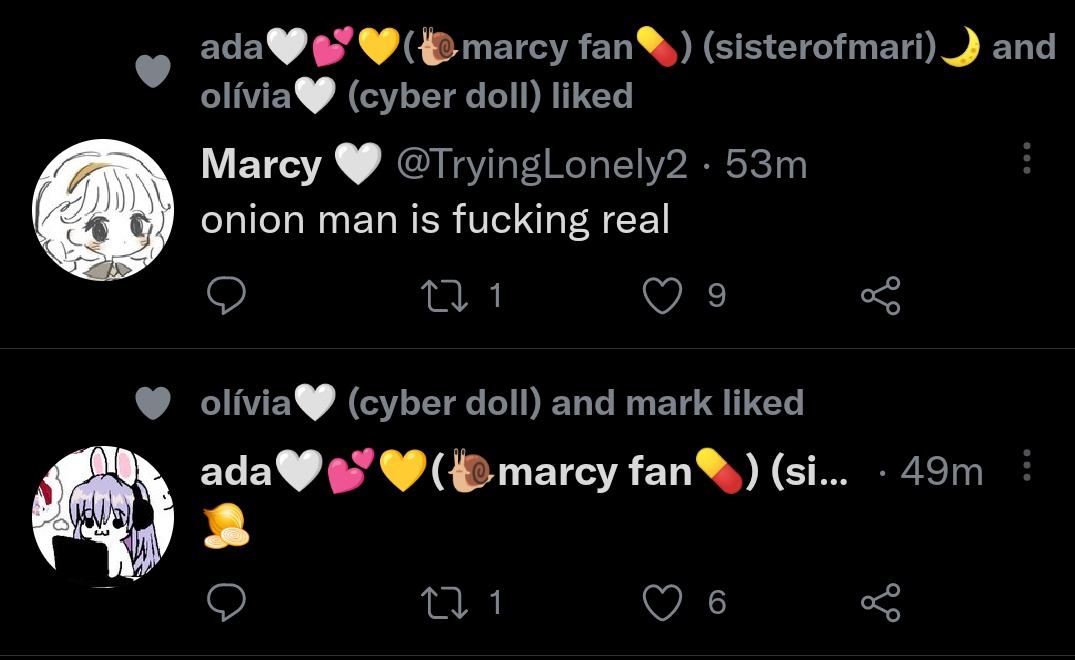 ada🤍💕💛(🐌marcy fan💊) (sisterofmari)🌙 and
olívia🤍 (cyber doll) liked
Marcy 🤍 @TryingLonely2 · 53m
onion man is fucking real
1 9
olívia🤍 (cyber doll) and mark liked
ada🤍💕💛(🐌marcy fan💊) (si... · 49m
🧅
1 6